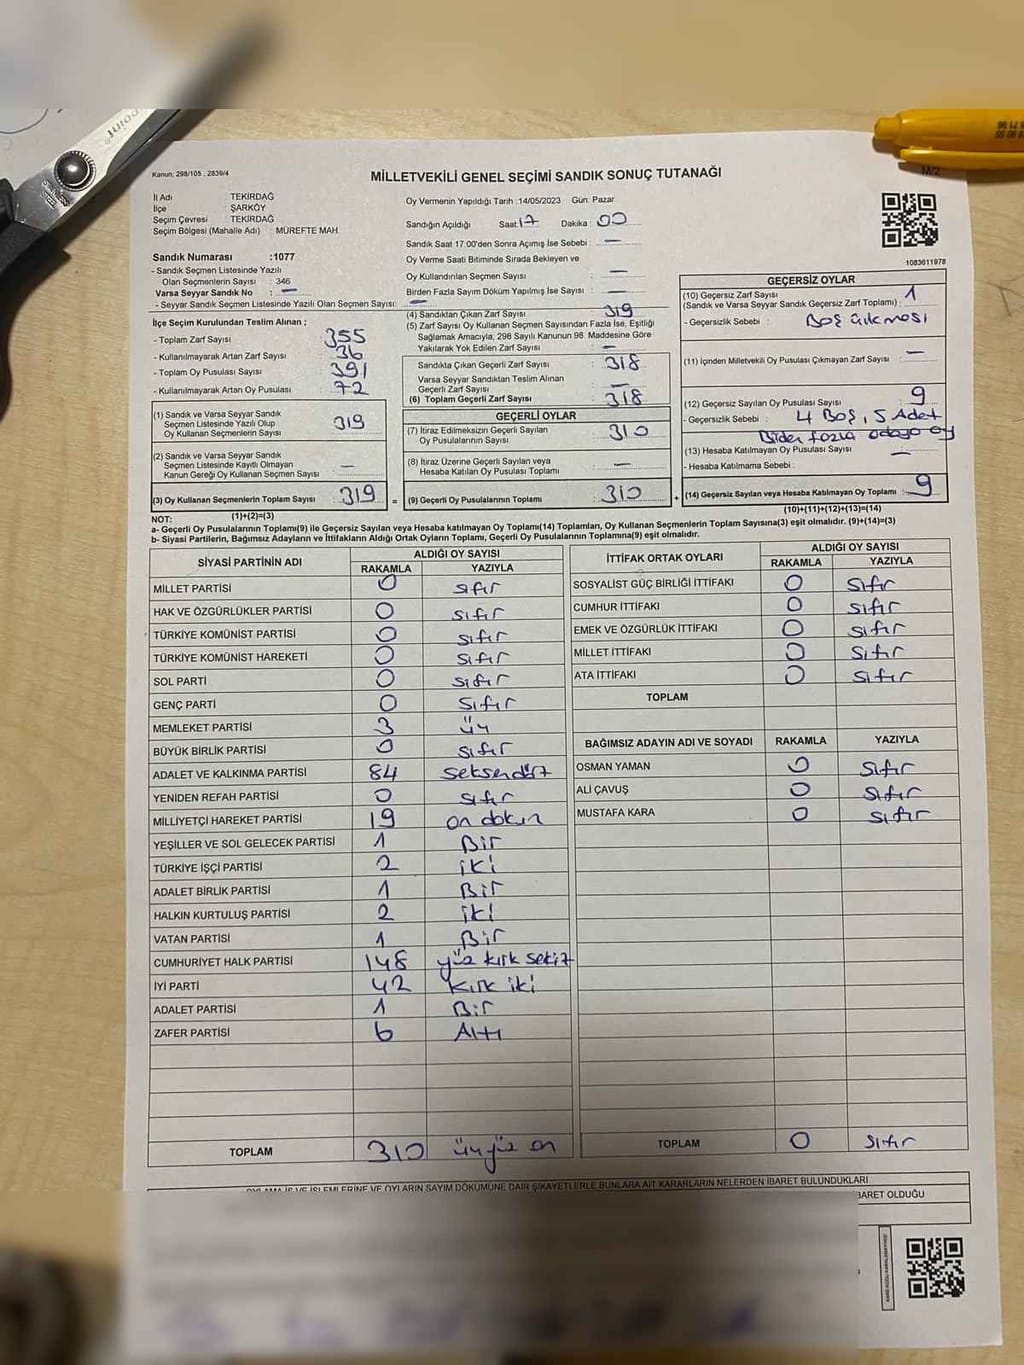 point
M/2
Kanun: 298/105 , 2839/4
MİLLETVEKİLİ GENEL SEÇİMİ SANDIK SONUÇ TUTANAĞI
İl Adı : TEKİRDAĞ
İlçe : ŞARKÖY
Seçim Çevresi : TEKİRDAĞ
Seçim Bölgesi (Mahalle Adı) : MÜREFTE MAH.
Sandık Numarası :1077
- Sandık Seçmen Listesinde Yazılı
Olan Seçmenlerin Sayısı : 346
Varsa Seyyar Sandık No : —
- Seyyar Sandık Seçmen Listesinde Yazılı Olan Seçmen Sayısı: —
Oy Vermenin Yapıldığı Tarih :14/05/2023 Gün: Pazar
Sandığın Açıldığı Saat 17 Dakika 00
Sandık Saat 17.00'den Sonra Açımış İse Sebebi : —
Oy Verme Saati Bitiminde Sırada Bekleyen ve
Oy Kullandırılan Seçmen Sayısı : —
Birden Fazla Sayım Döküm Yapılmış İse Sayısı : —
1083611978
İlçe Seçim Kurulundan Teslim Alınan ;
- Toplam Zarf Sayısı : 355
- Kullanılmayarak Artan Zarf Sayısı : 36
- Toplam Oy Pusulası Sayısı : 391
- Kullanılmayarak Artan Oy Pusulası : 72
(1) Sandık ve Varsa Seyyar Sandık
Seçmen Listesinde Yazılı Olup
Oy Kullanan Seçmenlerin Sayısı 319
(2) Sandık ve Varsa Seyyar Sandık
Seçmen Listesinde Kayıtlı Olmayan
Kanun Gereği Oy Kullanan Seçmen Sayısı —
(3) Oy Kullanan Seçmenlerin Toplam Sayısı 319 =
(1)+(2)=(3)
(4) Sandıktan Çıkan Zarf Sayısı : 319
(5) Zarf Sayısı Oy Kullanan Seçmen Sayısından Fazla İse, Eşitliği
Sağlamak Amacıyla, 298 Sayılı Kanunun 98. Maddesine Göre
Yakılarak Yok Edilen Zarf Sayısı : —
Sandıkta Çıkan Geçerli Zarf Sayısı : 318
Varsa Seyyar Sandıktan Teslim Alınan
Geçerli Zarf Sayısı : —
(6) Toplam Geçerli Zarf Sayısı : 318
GEÇERLİ OYLAR
(7) İtiraz Edilmeksizin Geçerli Sayılan
Oy Pusulalarının Sayısı : 310
(8) İtiraz Üzerine Geçerli Sayılan veya
Hesaba Katılan Oy Pusulası Toplamı : —
(9) Geçerli Oy Pusulalarının Toplamı : 310 +
GEÇERSİZ OYLAR
(10) Geçersiz Zarf Sayısı
(Sandık ve Varsa Seyyar Sandık Geçersiz Zarf Toplamı) : 1
- Geçersizlik Sebebi : Boş çıkması
(11) İçinden Milletvekili Oy Pusulası Çıkmayan Zarf Sayısı : —
(12) Geçersiz Sayılan Oy Pusulası Sayısı : 9
- Geçersizlik Sebebi : 4 Boş, 5 Adet
Birden fazla adaya oy
(13) Hesaba Katılmayan Oy Pusulası Sayısı : —
- Hesaba Katılmama Sebebi :
(14) Geçersiz Sayılan veya Hesaba Katılmayan Oy Toplamı : 9
(10)+(11)+(12)+(13)=(14)
NOT:
a- Geçerli Oy Pusulalarının Toplamı(9) ile Geçersiz Sayılan veya Hesaba katılmayan Oy Toplamı(14) Toplamları, Oy Kullanan Seçmenlerin Toplam Sayısına(3) eşit olmalıdır. (9)+(14)=(3)
b- Siyasi Partilerin, Bağımsız Adayların ve İttifakların Aldığı Ortak Oyların Toplamı, Geçerli Oy Pusulalarının Toplamına(9) eşit olmalıdır.
SİYASİ PARTİNİN ADI ALDIĞI OY SAYISI
RAKAMLA YAZIYLA
MİLLET PARTİSİ 0 sıfır
HAK VE ÖZGÜRLÜKLER PARTİSİ 0 sıfır
TÜRKİYE KOMÜNİST PARTİSİ 0 sıfır
TÜRKİYE KOMÜNİST HAREKETİ 0 sıfır
SOL PARTİ 0 sıfır
GENÇ PARTİ 0 sıfır
MEMLEKET PARTİSİ 3 üç
BÜYÜK BİRLİK PARTİSİ 0 sıfır
ADALET VE KALKINMA PARTİSİ 84 seksendört
YENİDEN REFAH PARTİSİ 0 sıfır
MİLLİYETÇİ HAREKET PARTİSİ 19 on dokuz
YEŞİLLER VE SOL GELECEK PARTİSİ 1 Bir
TÜRKİYE İŞÇİ PARTİSİ 2 iki
ADALET BİRLİK PARTİSİ 1 Bir
HALKIN KURTULUŞ PARTİSİ 2 iki
VATAN PARTİSİ 1 Bir
CUMHURİYET HALK PARTİSİ 148 yüz kırk sekiz
İYİ PARTİ 42 kırk iki
ADALET PARTİSİ 1 Bir
ZAFER PARTİSİ 6 Altı
TOPLAM 310 üçyüz on
İTTİFAK ORTAK OYLARI ALDIĞI OY SAYISI
RAKAMLA YAZIYLA
SOSYALİST GÜÇ BİRLİĞİ İTTİFAKI 0 sıfır
CUMHUR İTTİFAKI 0 sıfır
EMEK VE ÖZGÜRLÜK İTTİFAKI 0 sıfır
MİLLET İTTİFAKI 0 sıfır
ATA İTTİFAKI 0 sıfır
TOPLAM
BAĞIMSIZ ADAYIN ADI VE SOYADI RAKAMLA YAZIYLA
OSMAN YAMAN 0 sıfır
ALİ ÇAVUŞ 0 sıfır
MUSTAFA KARA 0 sıfır
TOPLAM 0 sıfır
OYLAMA İŞ VE İŞLEMLERİNE VE OYLARIN SAYIM DÖKÜMÜNE DAİR ŞİKAYETLERLE BUNLARA AİT KARARLARIN NELERDEN İBARET BULUNDUKLARI
BARET OLDUĞU